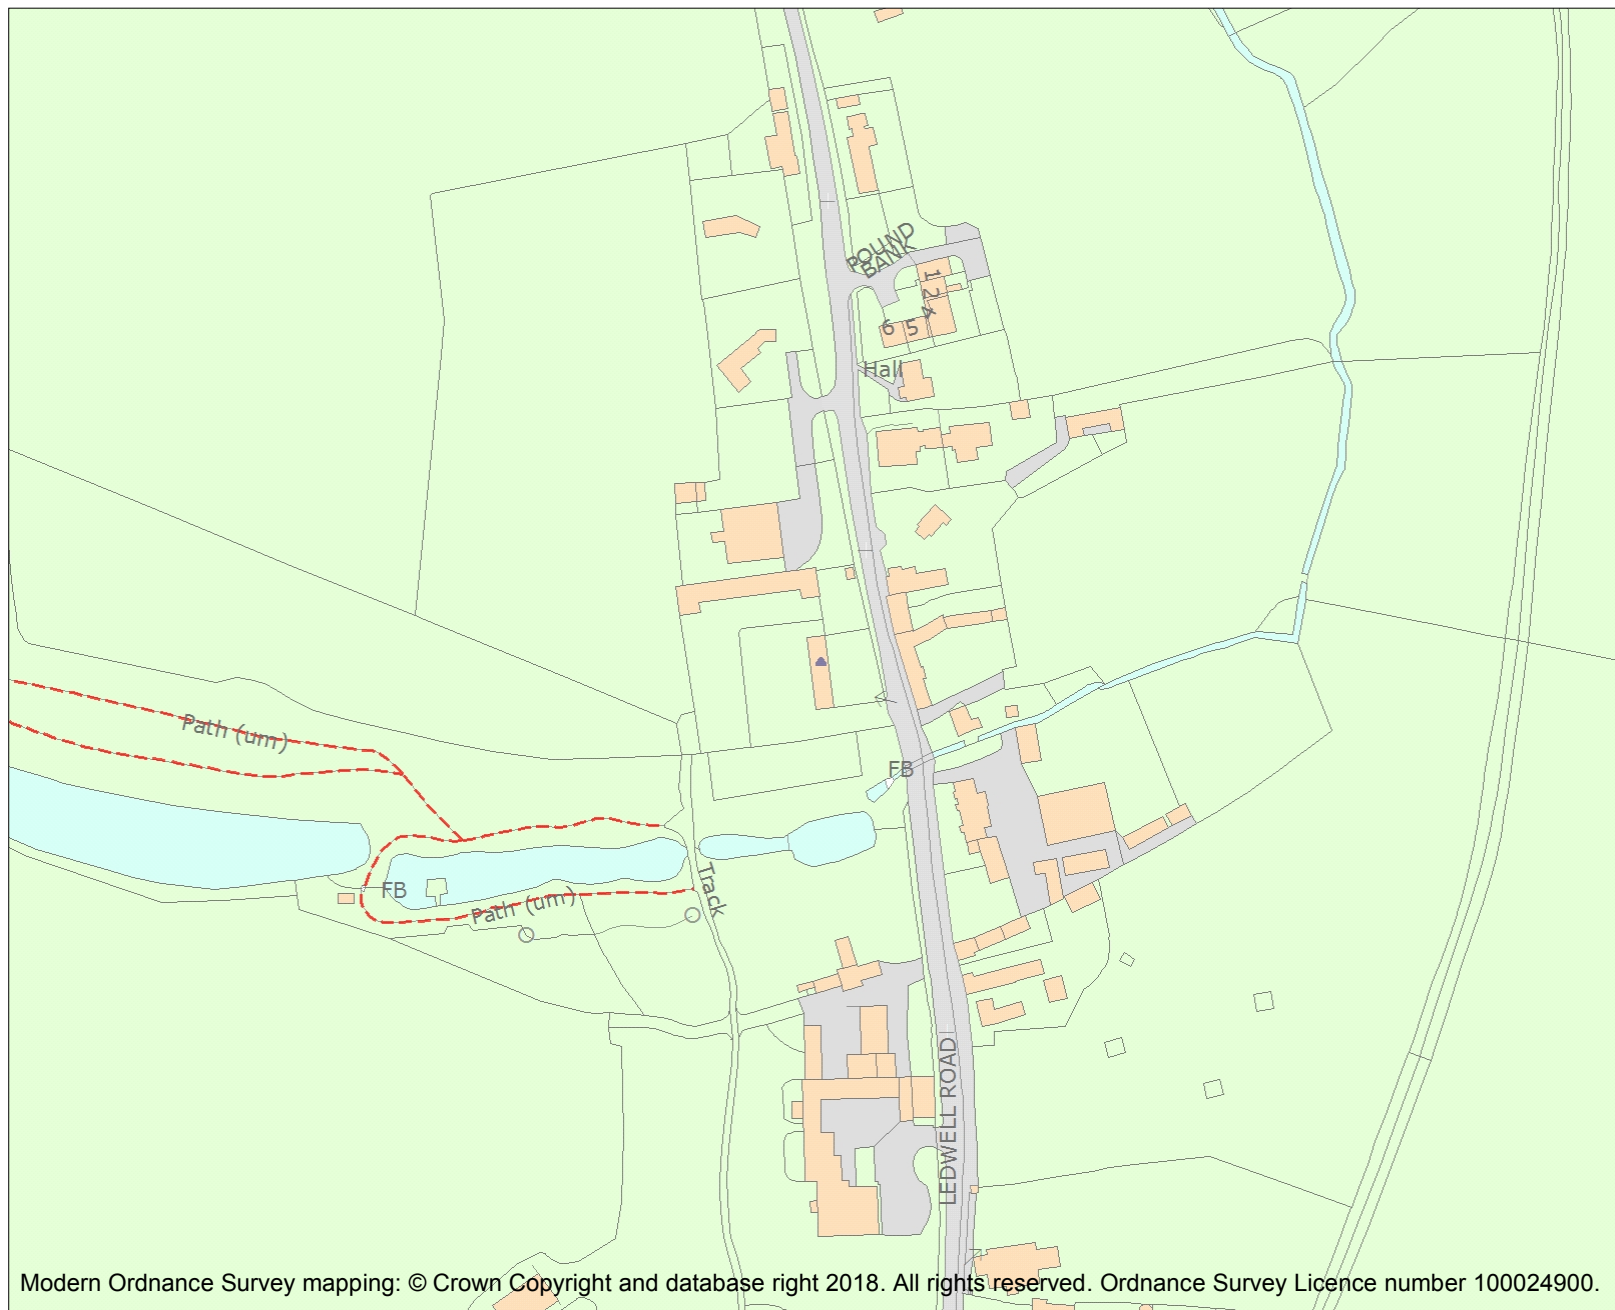 POUND
BANK
1
2
4
6
5
Hall
Path (um)
FB
FB
Track
Path (um)
LEDWELL ROAD
Modern Ordnance Survey mapping: © Crown Copyright and database right 2018. All rights reserved. Ordnance Survey Licence number 100024900.